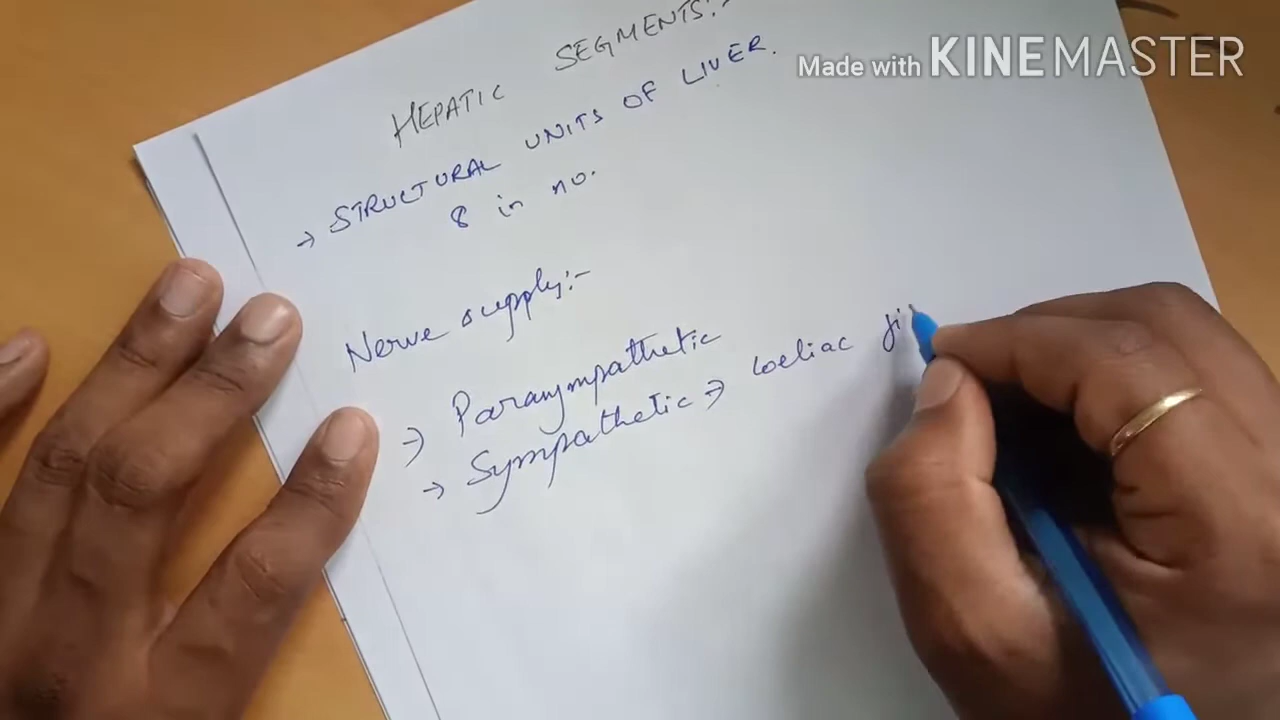 Made with KINEMASTER
HEPATIC SEGMENTS:-
→ STRUCTURAL UNITS OF LIVER.
8 in no.
Nerve supply:-
→ Parasympathetic
→ Sympathetic → coeliac